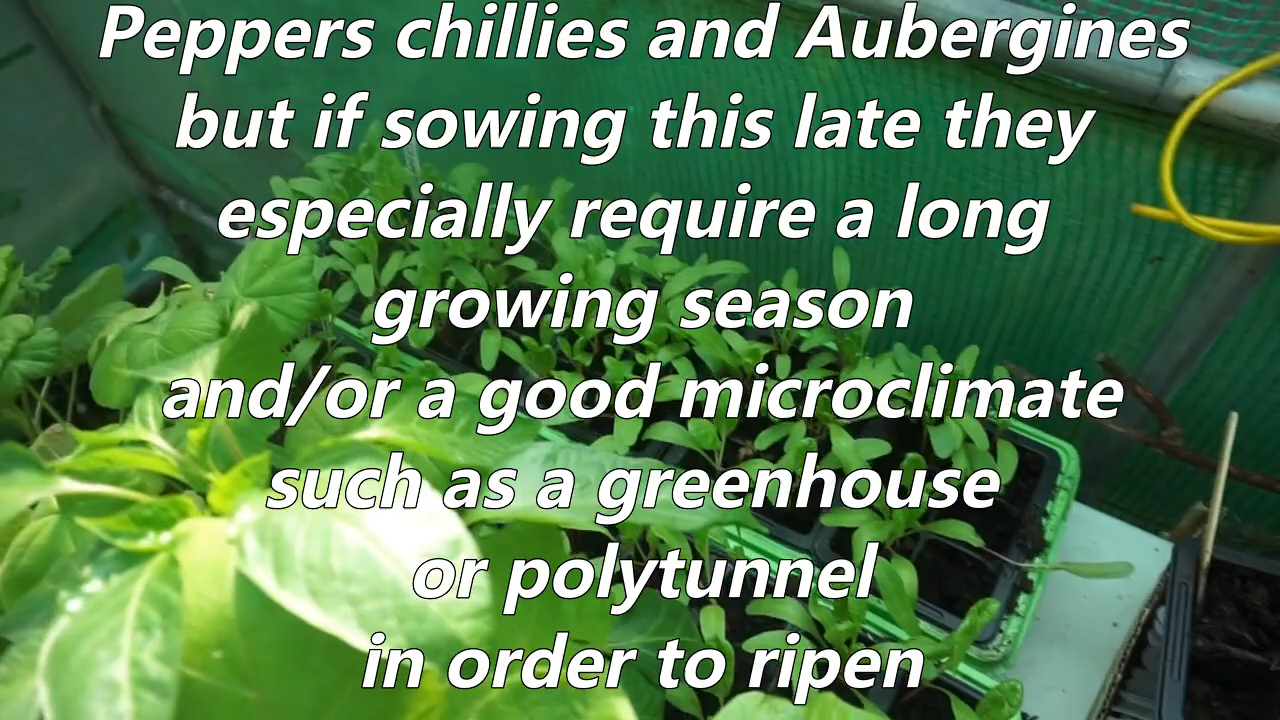 Peppers chillies and Aubergines
but if sowing this late they
especially require a long
growing season
and/or a good microclimate
such as a greenhouse
or polytunnel
in order to ripen